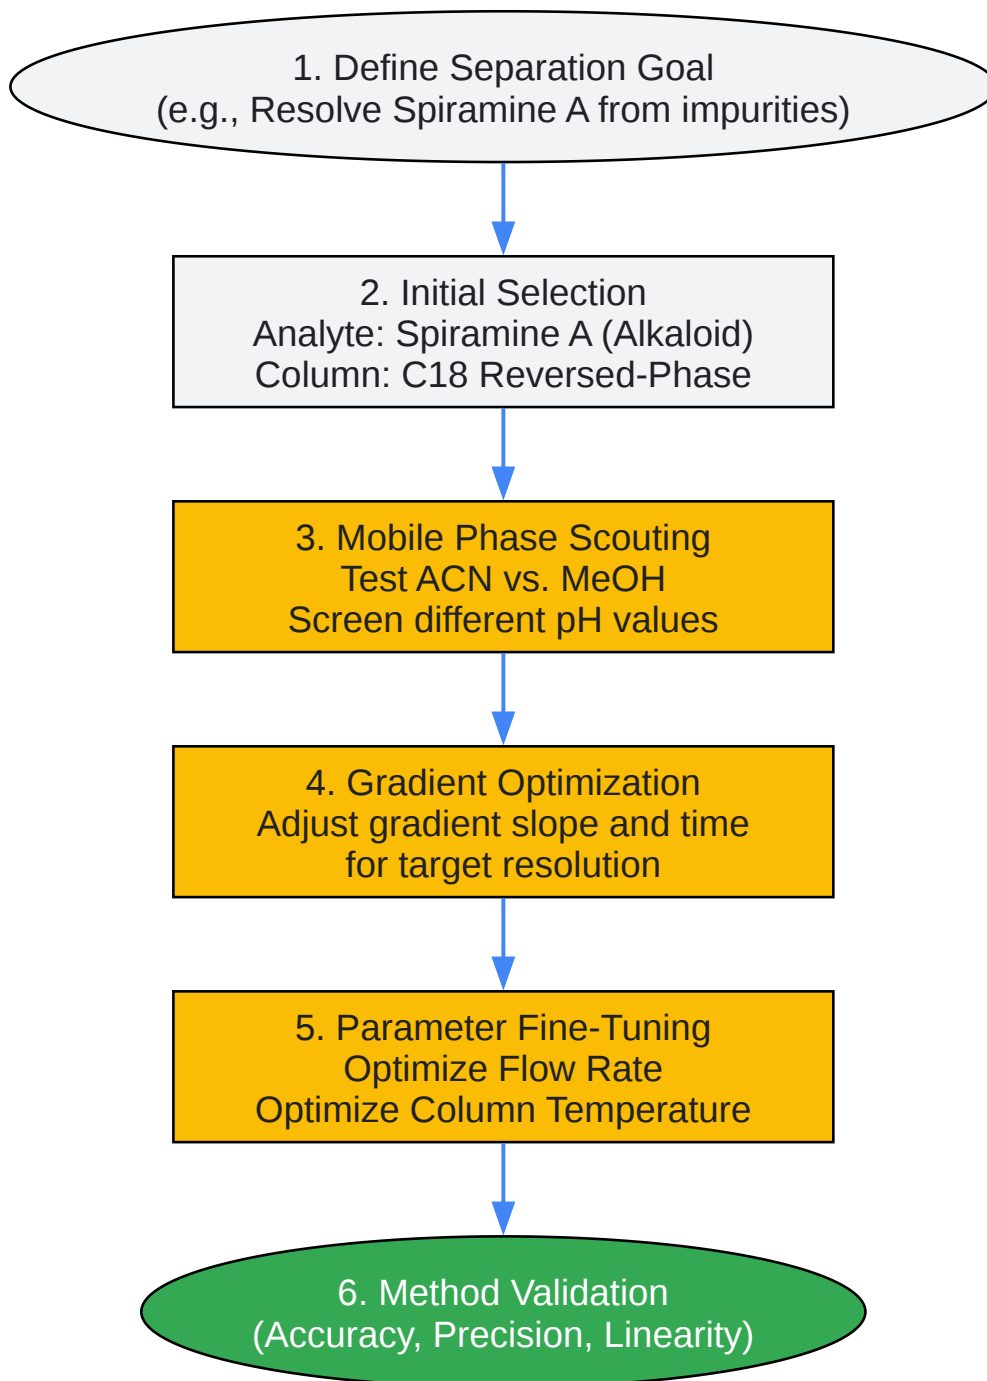 1. Define Separation Goal
(e.g., Resolve Spiramine A from impurities)
2. Initial Selection
Analyte: Spiramine A (Alkaloid)
Column: C18 Reversed-Phase
3. Mobile Phase Scouting
Test ACN vs. MeOH
Screen different pH values
4. Gradient Optimization
Adjust gradient slope and time
for target resolution
5. Parameter Fine-Tuning
Optimize Flow Rate
Optimize Column Temperature
6. Method Validation
(Accuracy, Precision, Linearity)